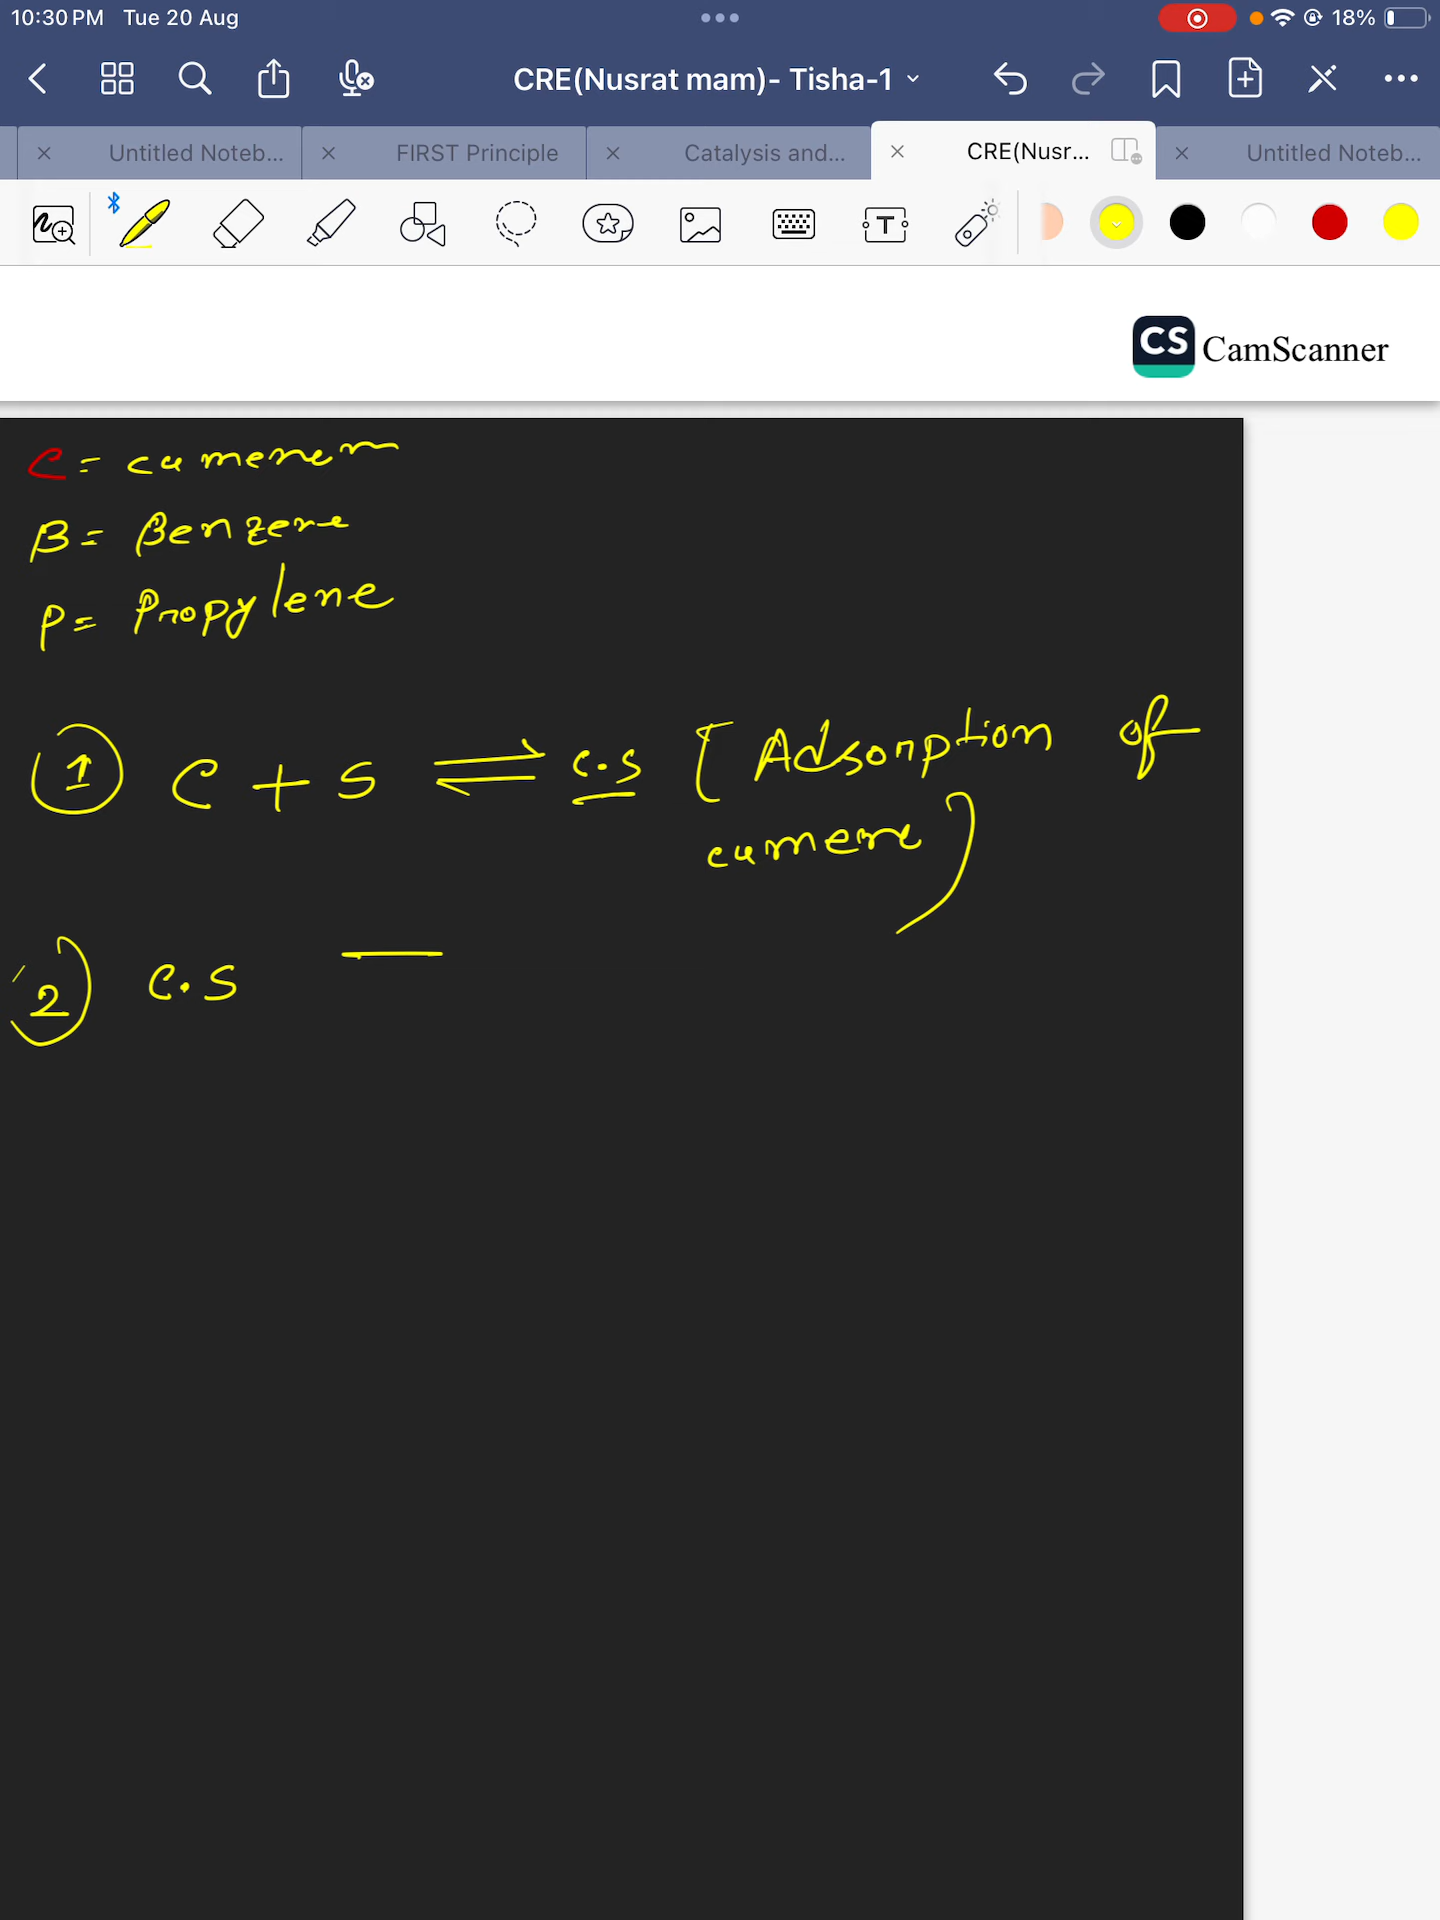 10:30 PM Tue 20 Aug
18%
CRE(Nusrat mam)- Tisha-1
Untitled Noteb...
FIRST Principle
Catalysis and...
CRE(Nusr...
Untitled Noteb...
T
CS CamScanner
C = cumenem
B = Benzene
P = Propylene
① C + S ⇌ C.S [Adsorption of
cumene)
② C.S —